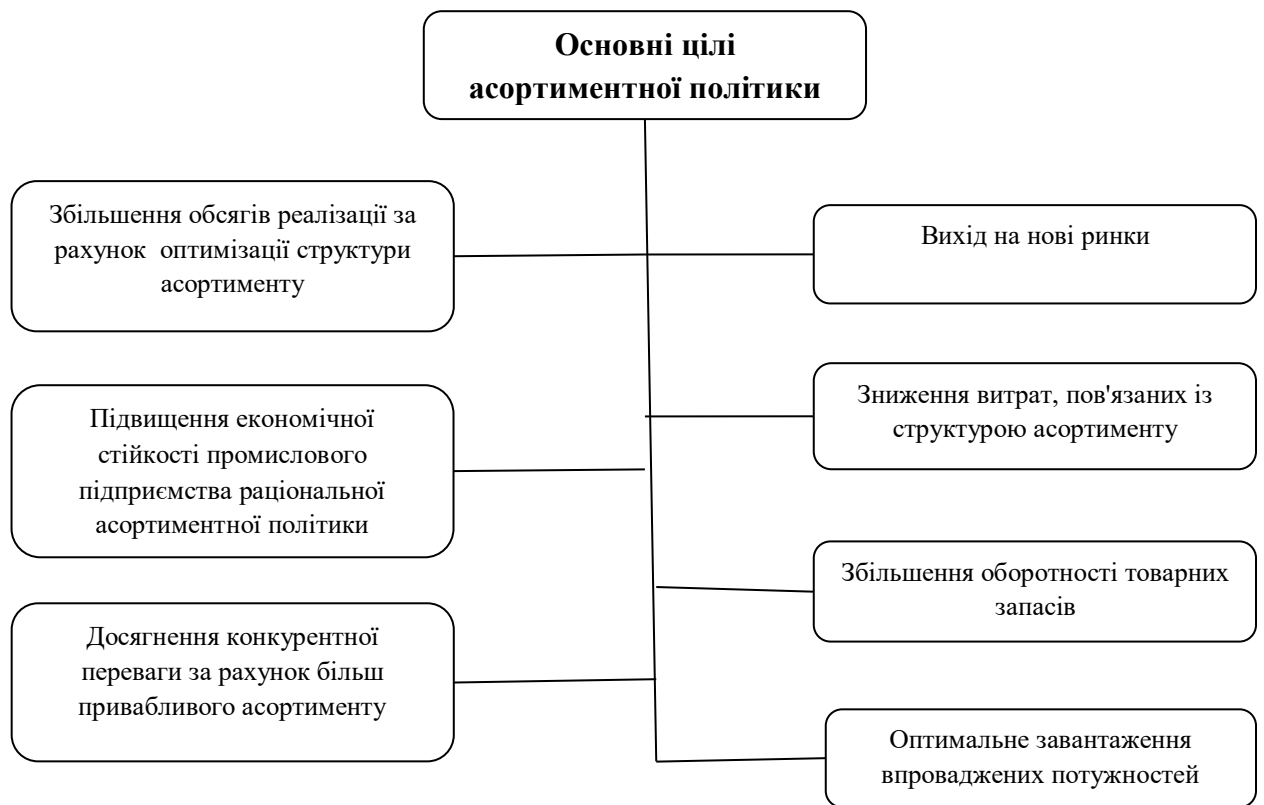 Основні цілі
асортиментної політики
Збільшення обсягів реалізації за
рахунок оптимізації структури
асортименту
Вихід на нові ринки
Підвищення економічної
стійкості промислового
підприємства раціональної
асортиментної політики
Зниження витрат, пов'язаних із
структурою асортименту
Досягнення конкурентної
переваги за рахунок більш
привабливого асортименту
Збільшення оборотності товарних
запасів
Оптимальне завантаження
впроваджених потужностей